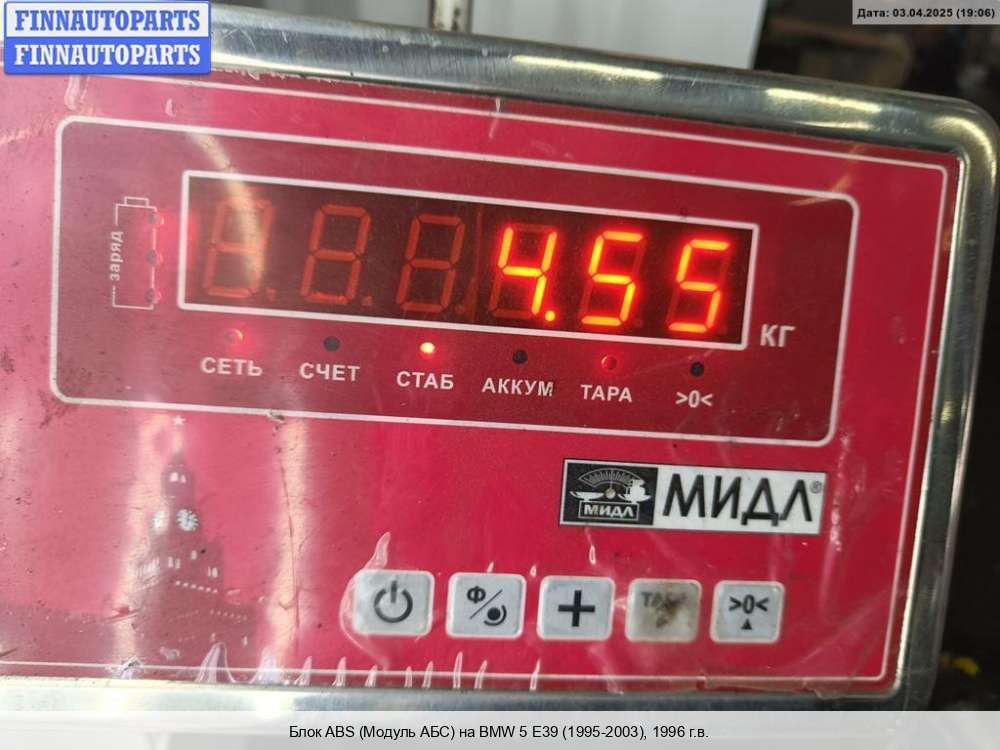 FINNAUTOPARTS
FINNAUTOPARTS
Дата: 03.04.2025 (19:06)
заряд
4.55
КГ
СЕТЬ СЧЕТ СТАБ АККУМ ТАРА >0<
МИДЛ МИДЛ®
Ф
>0<
Блок ABS (Модуль АБС) на BMW 5 E39 (1995-2003), 1996 г.в.